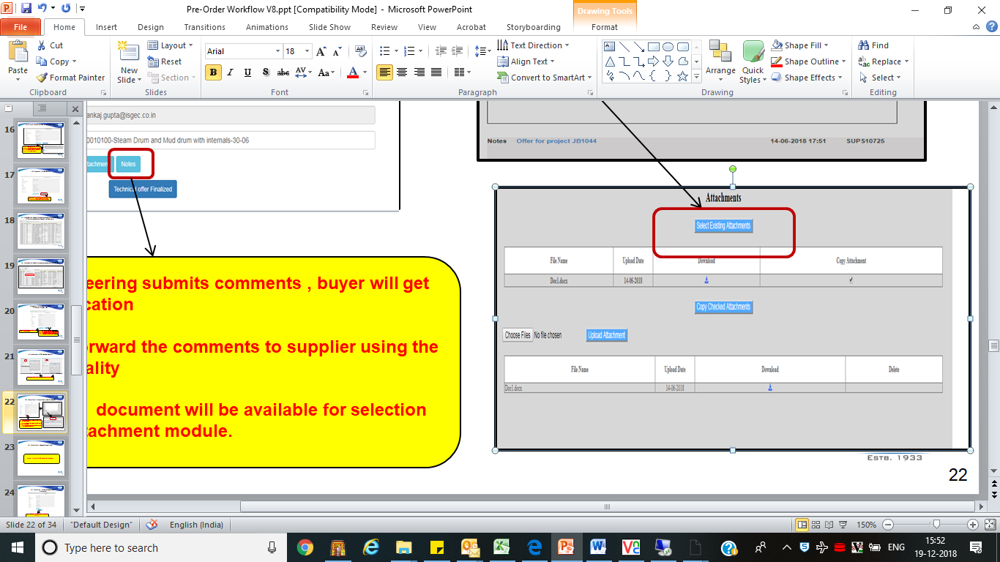 Pre-Order Workflow V8.ppt [Compatibility Mode] - Microsoft PowerPoint
Drawing Tools
File Home Insert Design Transitions Animations Slide Show Review View Acrobat Storyboarding Format
Paste
Cut
Copy
Format Painter
Clipboard
New Slide
Layout
Reset
Section
Slides
Arial 18
Font
Text Direction
Align Text
Convert to SmartArt
Paragraph
Arrange
Quick Styles
Shape Fill
Shape Outline
Shape Effects
Drawing
Find
Replace
Select
Editing
16
17
18
19
20
21
22
23
24
ankaj.gupta@isgec.co.in
0010100-Steam Drum and Mud drum with internals-30-06
ttachment Notes
Technical offer Finalized
eering submits comments , buyer will get
cation
orward the comments to supplier using the
ality
document will be available for selection
tachment module.
Notes Offer for project JB1044 14-06-2018 17:51 SUPS10725
Attachments
Select Existing Attachments
File Name Upload Date Download Copy Attachment
Doc1.docx 14-06-2018
Copy Checked Attachments
Choose Files No file chosen Upload Attachment
File Name Upload Date Download Delete
Doc1.docx 14-06-2018
ESTB. 1933
22
Slide 22 of 34 "Default Design" English (India) 150%
Type here to search
ENG
15:52
19-12-2018